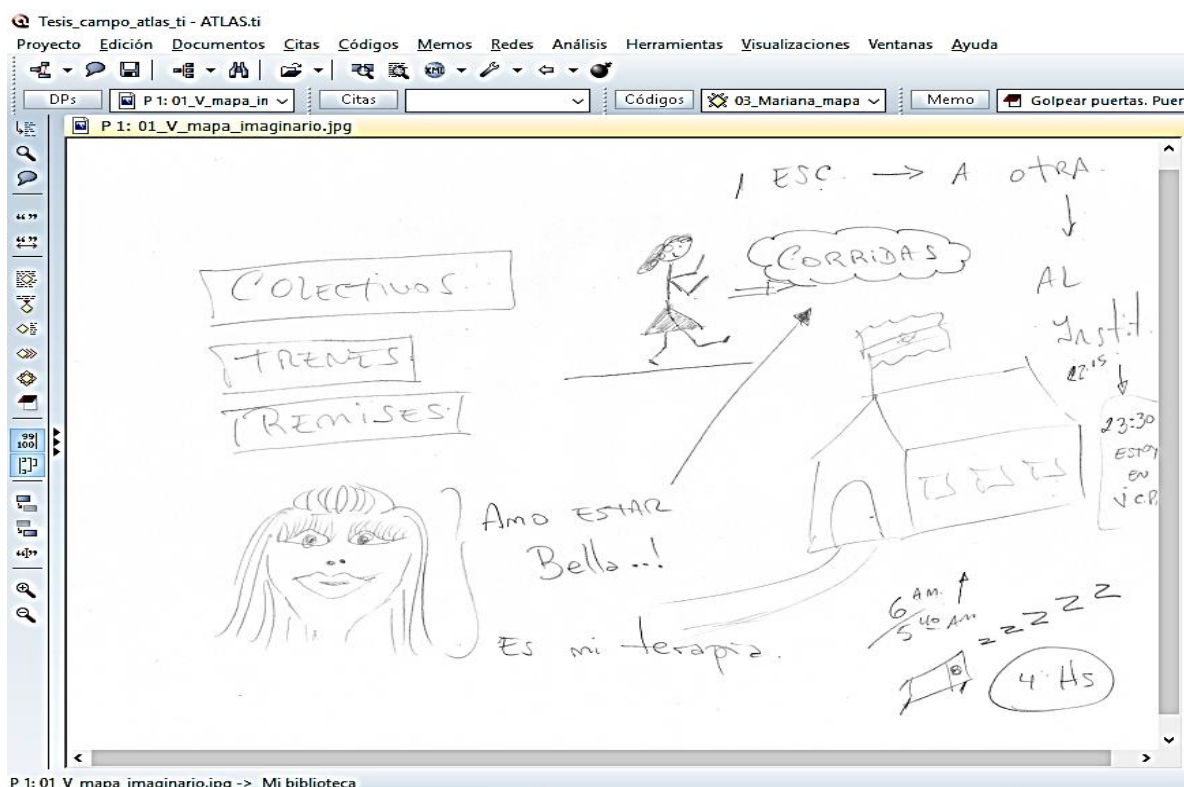 Tesis_campo_atlas_ti - ATLAS.ti
Proyecto Edición Documentos Citas Códigos Memos Redes Análisis Herramientas Visualizaciones Ventanas Ayuda
DPs P 1: 01_V_mapa_in Citas Códigos 03_Mariana_mapa Memo Golpear puertas. Puer
P 1: 01_V_mapa_imaginario.jpg
1 ESC. → A OTRA.
CORRIDAS
AL
Instit.
22:15
23:30
ESTOY
EN
COLECTIVOS.
TRENES
REMISES
AMO ESTAR
Bella..!
Es mi terapia.
6 AM.
5 40 AM
z z z z z
4 Hs
P 1: 01_V_mapa_imaginario.jpg -> Mi biblioteca